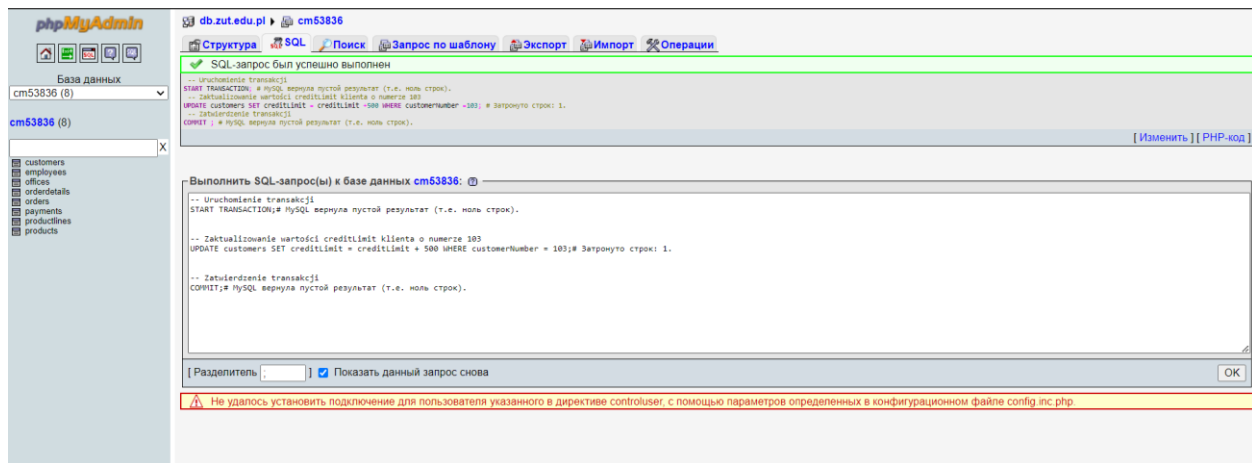 phpMyAdmin
База данных
cm53836 (8)
cm53836 (8)
X
customers
employees
offices
orderdetails
orders
payments
productlines
products
db.zut.edu.pl ▸ cm53836
Структура SQL Поиск Запрос по шаблону Экспорт Импорт Операции
SQL-запрос был успешно выполнен
-- Uruchomienie transakcji
START TRANSACTION; # MySQL вернула пустой результат (т.е. ноль строк).
-- Zaktualizowanie wartości creditLimit klienta o numerze 103
UPDATE customers SET creditLimit = creditLimit +500 WHERE customerNumber =103; # Затронуто строк: 1.
-- Zatwierdzenie transakcji
COMMIT ; # MySQL вернула пустой результат (т.е. ноль строк).
[ Изменить ] [ PHP-код ]
Выполнить SQL-запрос(ы) к базе данных cm53836:
-- Uruchomienie transakcji
START TRANSACTION;# MySQL вернула пустой результат (т.е. ноль строк).
-- Zaktualizowanie wartości creditLimit klienta o numerze 103
UPDATE customers SET creditLimit = creditLimit + 500 WHERE customerNumber = 103;# Затронуто строк: 1.
-- Zatwierdzenie transakcji
COMMIT;# MySQL вернула пустой результат (т.е. ноль строк).
[ Разделитель ; ] Показать данный запрос снова
OK
Не удалось установить подключение для пользователя указанного в директиве controluser, с помощью параметров определенных в конфигурационном файле config.inc.php.